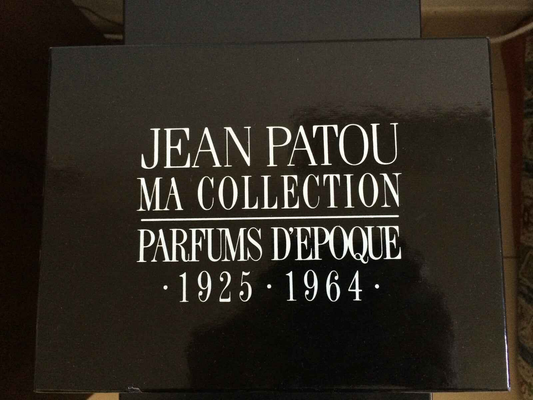 JEAN PATOU
MA COLLECTION
PARFUMS D'EPOQUE
· 1925 · 1964 ·